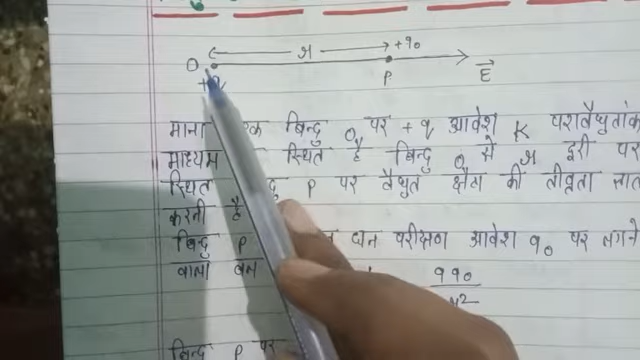 r +q₀
O P E⃗
+q
माना एक बिन्दु O पर +q आवेश K परावैधुतांक
माध्यम स्थित है बिन्दु O से r दूरी पर
स्थित P पर वैधुत क्षेत्र की तीव्रता ज्ञात
करनी है
बिन्दु P धन परीक्षण आवेश q₀ पर लगने
वाला बल qq₀
r²
बिन्दु P पर